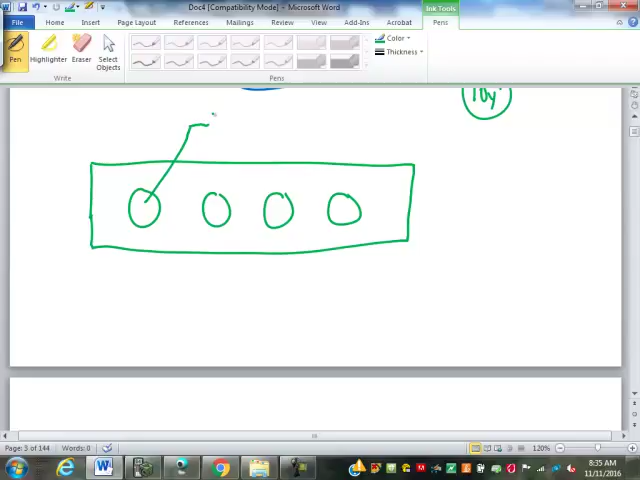 Doc4 [Compatibility Mode] - Microsoft Word
Ink Tools
File Home Insert Page Layout References Mailings Review View Add-Ins Acrobat Pens
Pen Highlighter Eraser Select Objects
Color
Thickness
Write Pens
Page: 5 of 144 Words: 0 120%
8:35 AM
11/11/2016